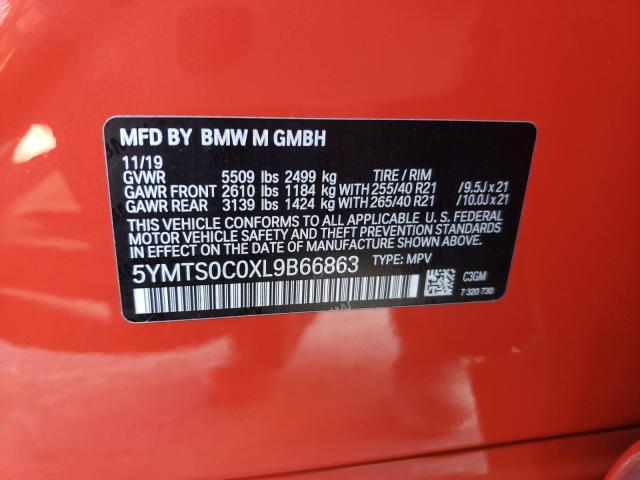 MFD BY BMW M GMBH
11/19
GVWR 5509 lbs 2499 kg TIRE / RIM
GAWR FRONT 2610 lbs 1184 kg WITH 255/40 R21 /9.5J x 21
GAWR REAR 3139 lbs 1424 kg WITH 265/40 R21 /10.0J x 21
THIS VEHICLE CONFORMS TO ALL APPLICABLE U. S. FEDERAL
MOTOR VEHICLE SAFETY AND THEFT PREVENTION STANDARDS
IN EFFECT ON THE DATE OF MANUFACTURE SHOWN ABOVE.
5YMTS0C0XL9B66863 TYPE: MPV
C3GM
7 320 730